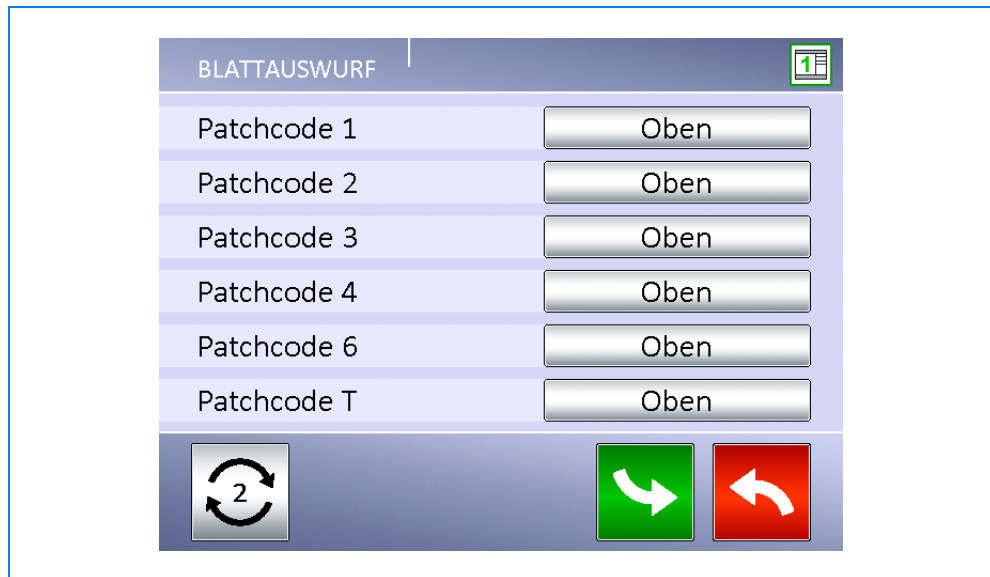 BLATTAUSWURF
1
Patchcode 1 Oben
Patchcode 2 Oben
Patchcode 3 Oben
Patchcode 4 Oben
Patchcode 6 Oben
Patchcode T Oben
2